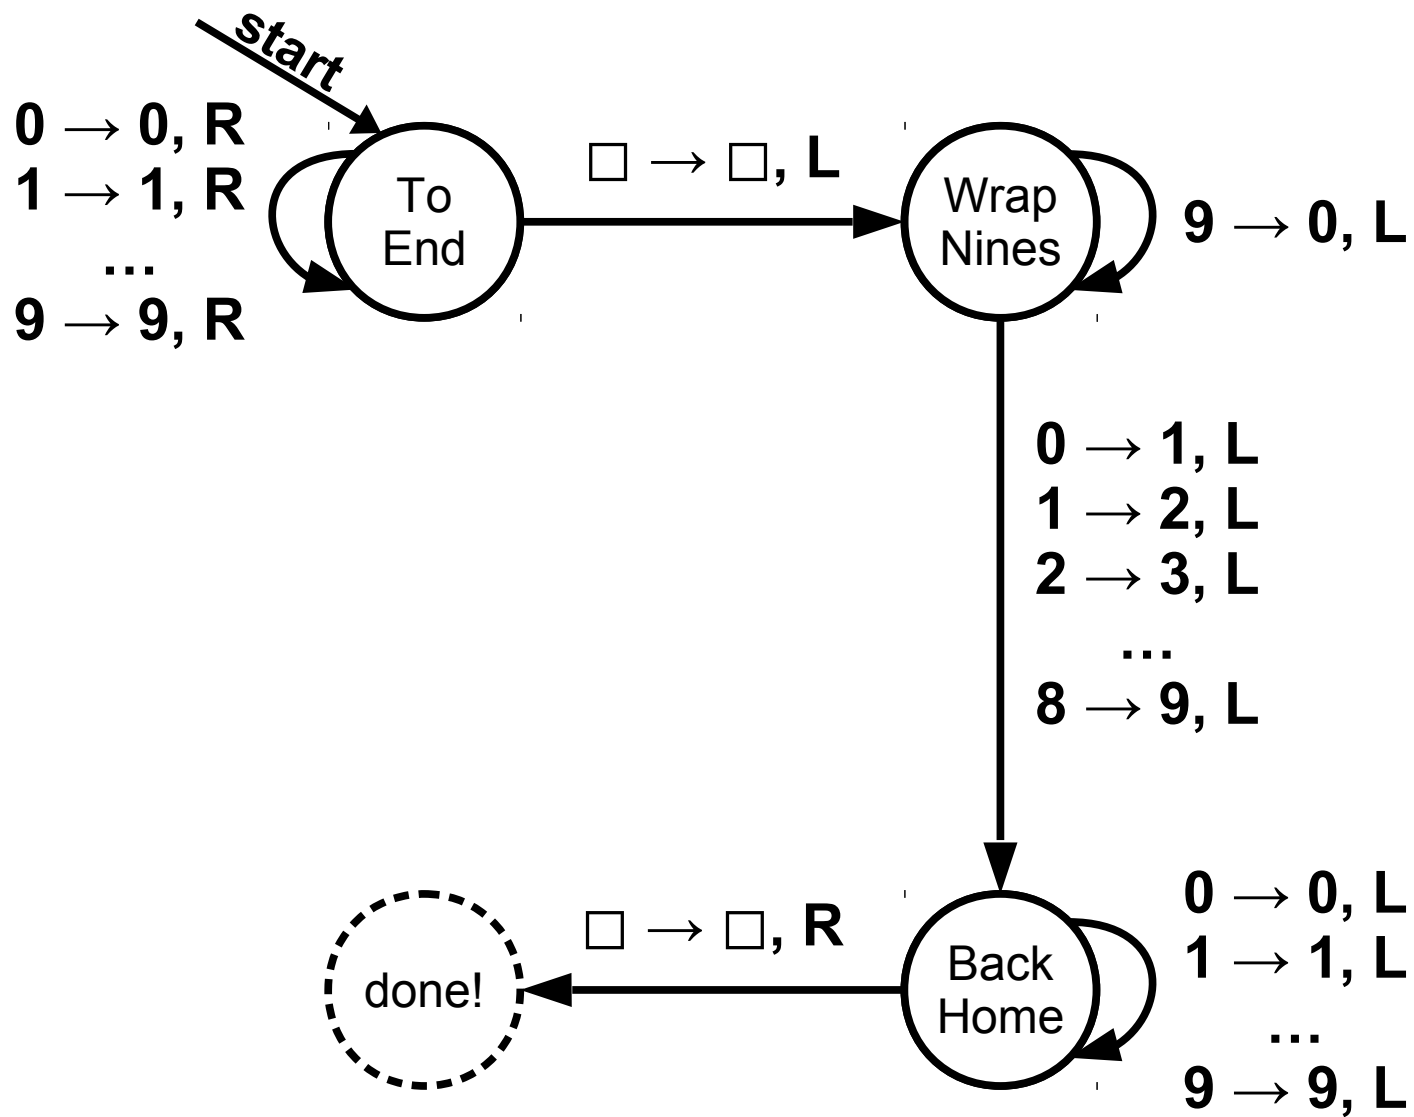 start
0 → 0, R
1 → 1, R
...
9 → 9, R
To
End
□ → □, L
Wrap
Nines
9 → 0, L
0 → 1, L
1 → 2, L
2 → 3, L
...
8 → 9, L
done!
□ → □, R
Back
Home
0 → 0, L
1 → 1, L
...
9 → 9, L